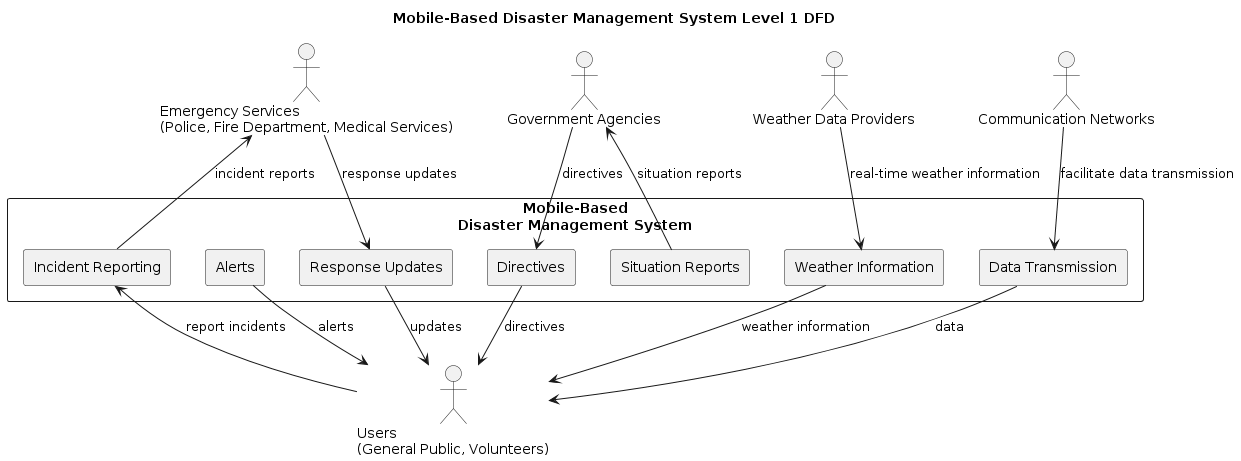 Mobile-Based Disaster Management System Level 1 DFD
Emergency Services
(Police, Fire Department, Medical Services)
Government Agencies
Weather Data Providers
Communication Networks
incident reports
response updates
directives
situation reports
real-time weather information
facilitate data transmission
Mobile-Based
Disaster Management System
Incident Reporting
Alerts
Response Updates
Directives
Situation Reports
Weather Information
Data Transmission
report incidents
alerts
updates
directives
weather information
data
Users
(General Public, Volunteers)